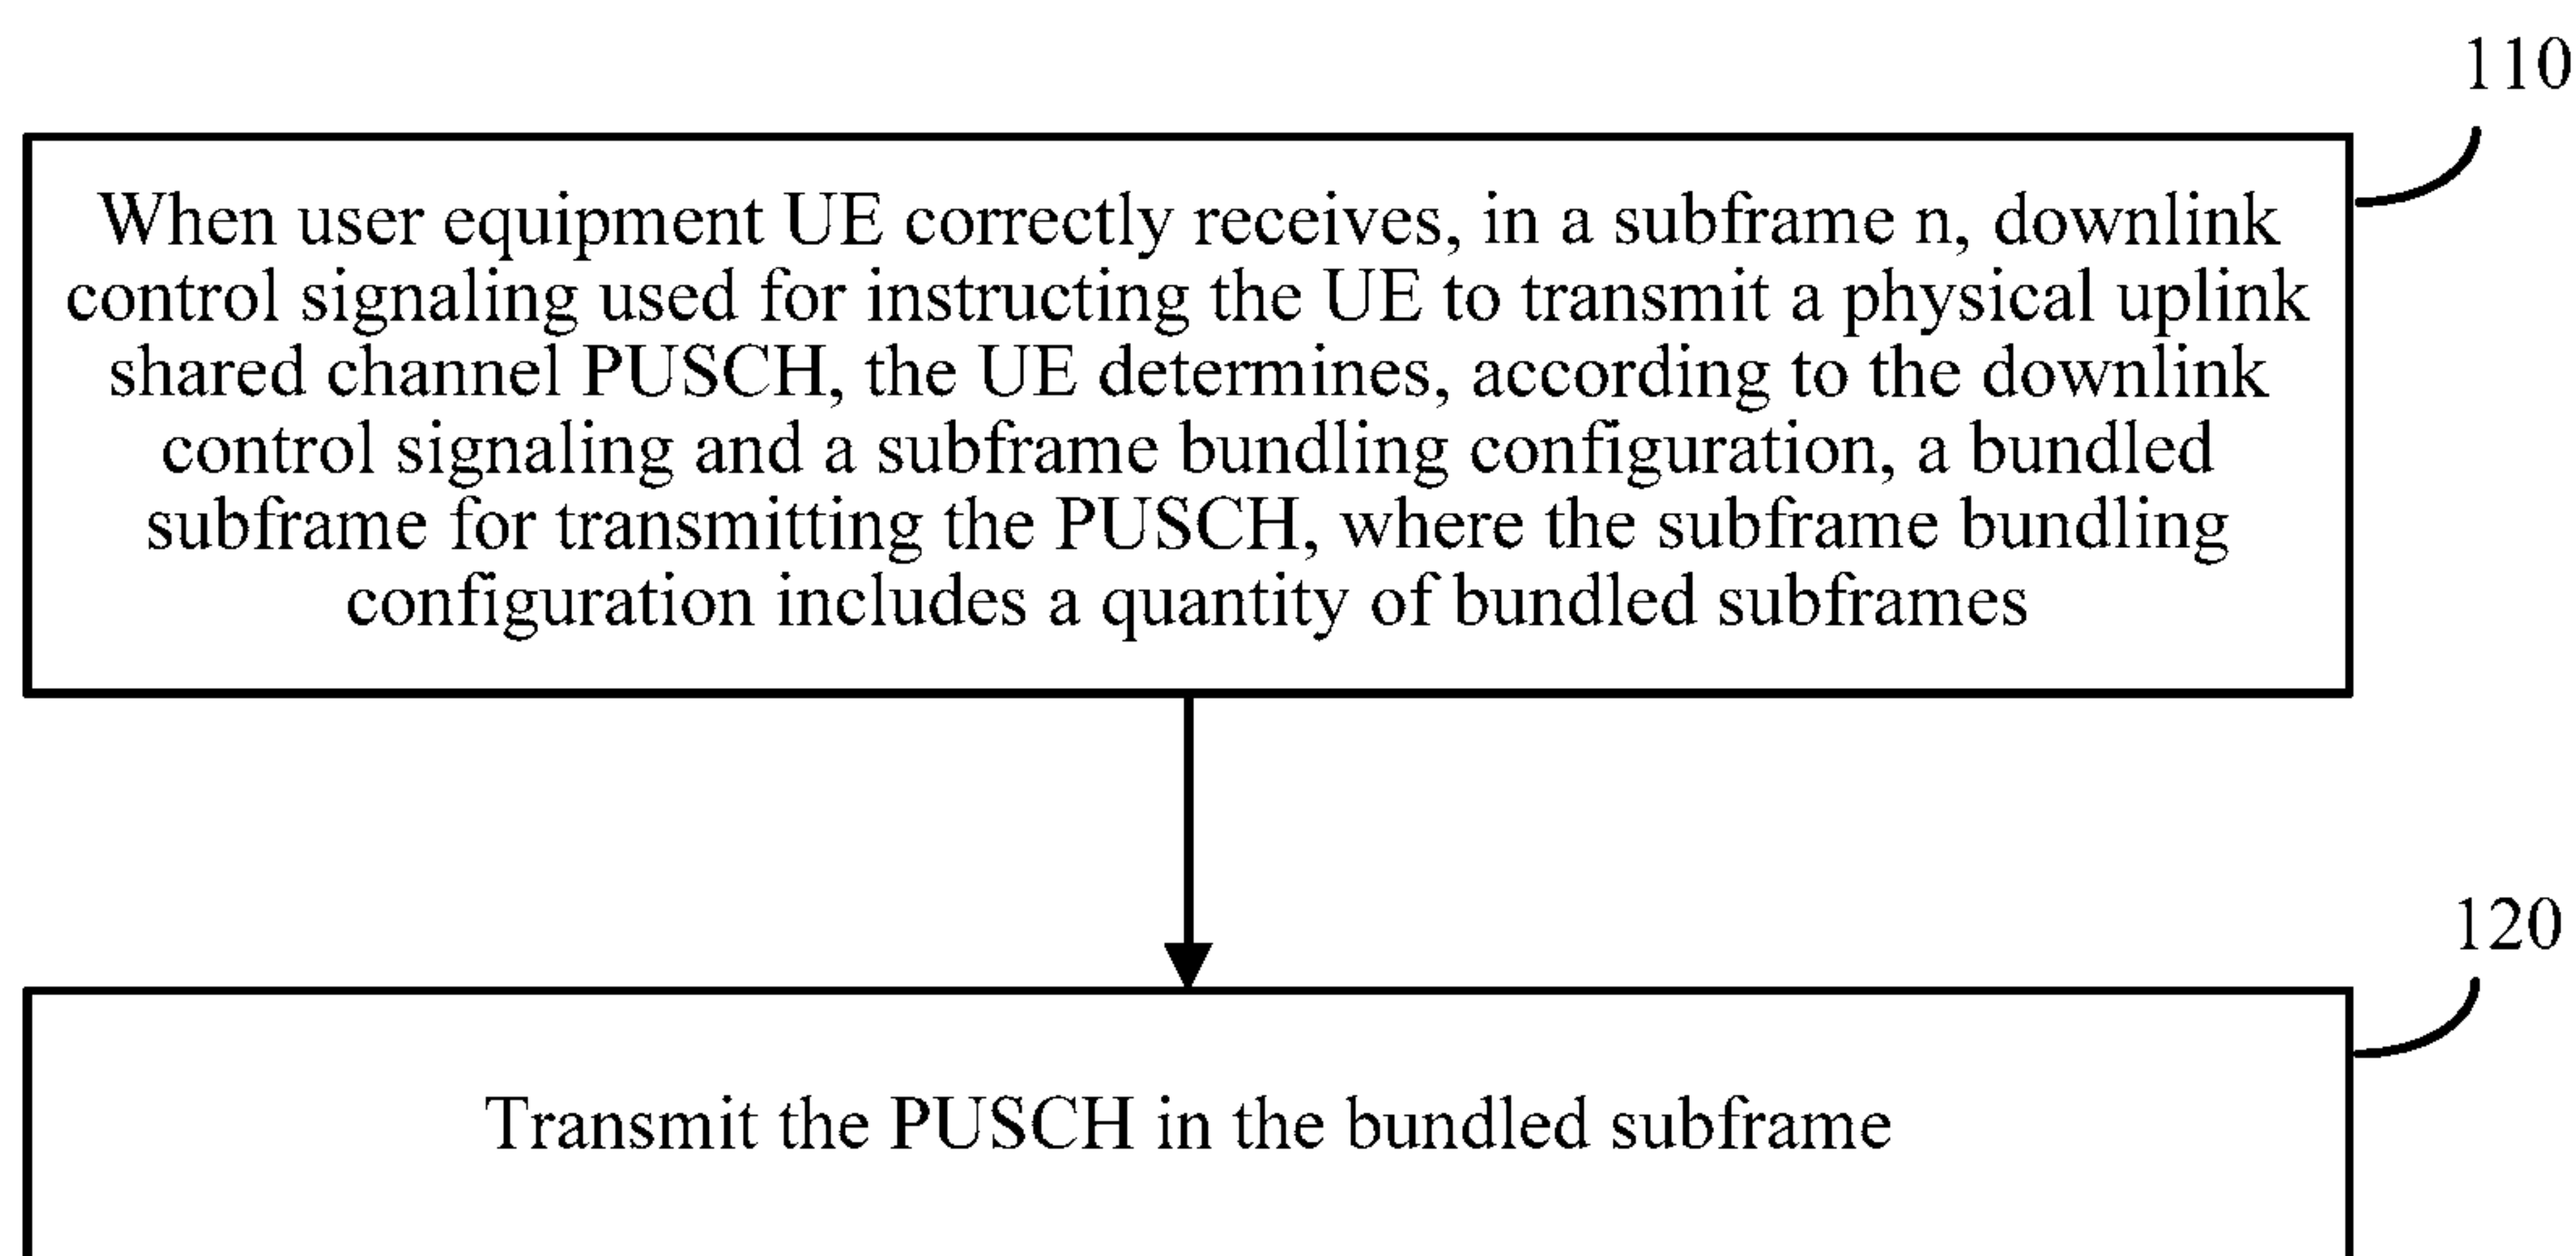 110
When user equipment UE correctly receives, in a subframe n, downlink
control signaling used for instructing the UE to transmit a physical uplink
shared channel PUSCH, the UE determines, according to the downlink
control signaling and a subframe bundling configuration, a bundled
subframe for transmitting the PUSCH, where the subframe bundling
configuration includes a quantity of bundled subframes
120
Transmit the PUSCH in the bundled subframe